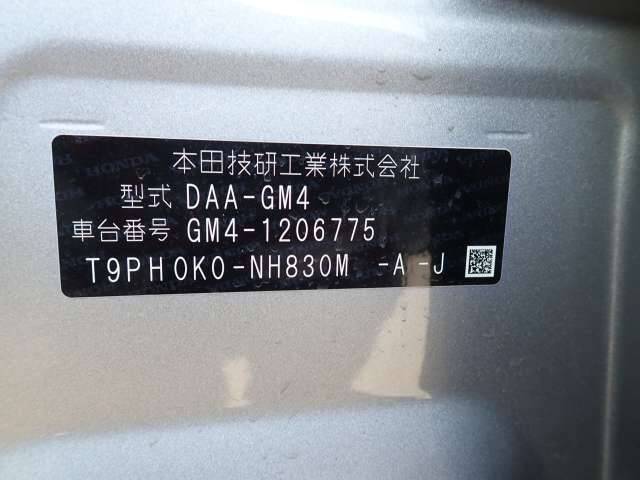 本田技研工業株式会社
型式 DAA-GM4
車台番号 GM4-1206775
T9PH0K0-NH830M -A -J